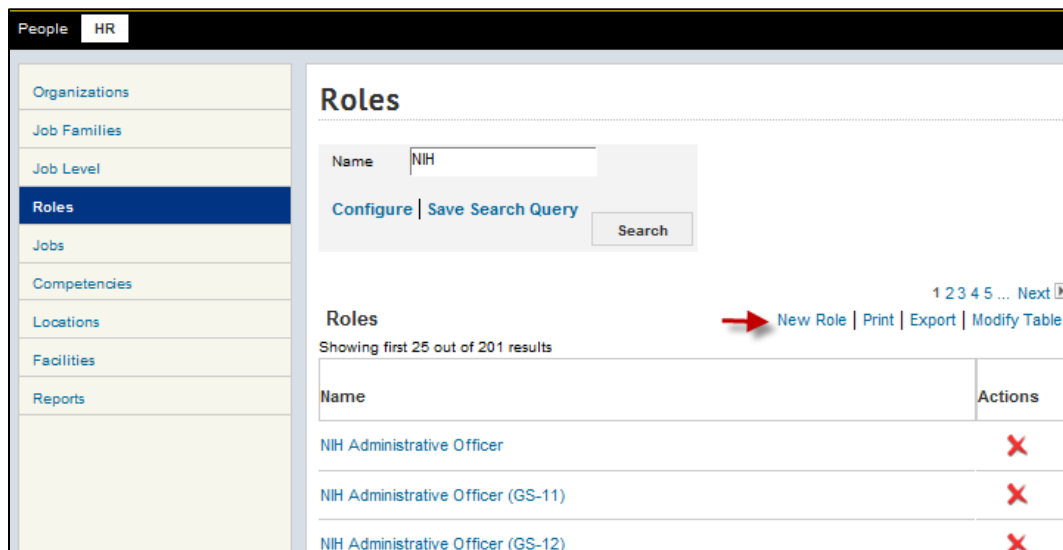 People HR
Organizations
Job Families
Job Level
Roles
Jobs
Competencies
Locations
Facilities
Reports
Roles
Name NIH
Configure | Save Search Query
Search
1 2 3 4 5 ... Next
Roles
New Role | Print | Export | Modify Table
Showing first 25 out of 201 results
Name Actions
NIH Administrative Officer
NIH Administrative Officer (GS-11)
NIH Administrative Officer (GS-12)